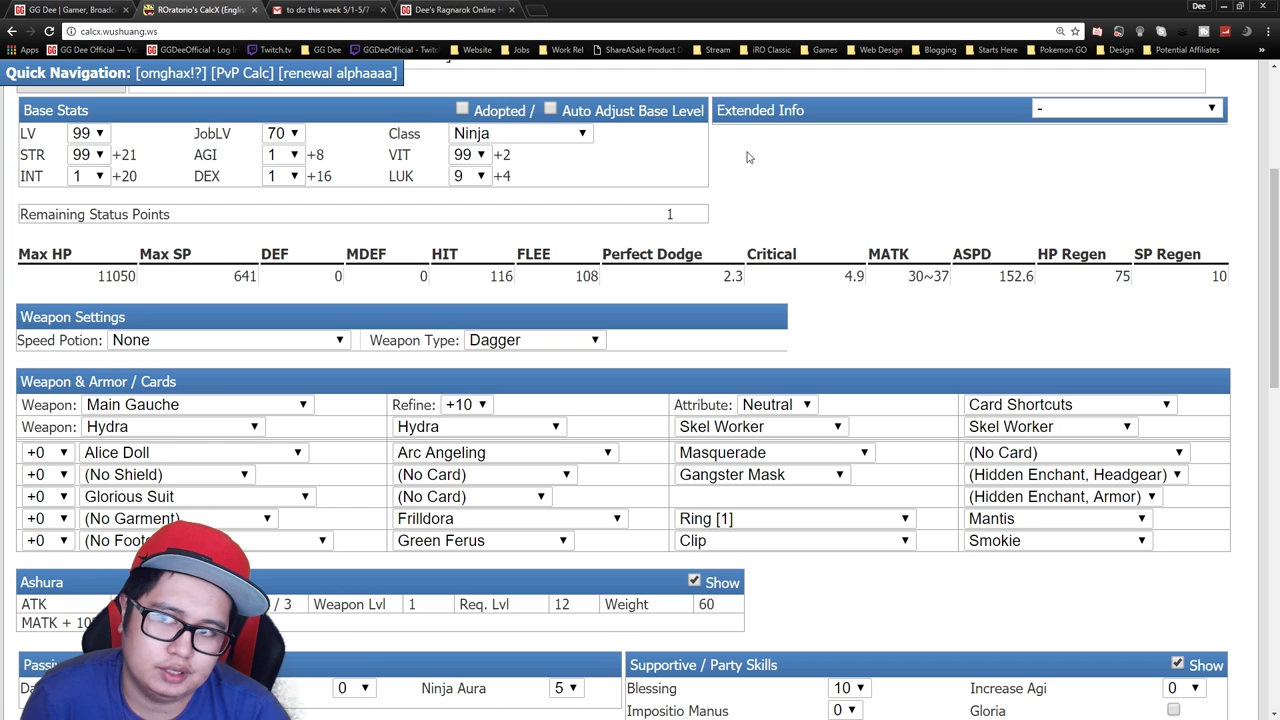 GG Dee | Gamer, Broadc
ROratorio's CalcX (Englis
to do this week 5/1-5/7
Dee's Ragnarok Online H
Dee
calcx.wushuang.ws
Apps
GG Dee Official —
GGDeeOfficial - Log In
Twitch.tv
GG Dee
GGDeeOfficial - Twitc
Website
Jobs
Work Rel
ShareASale Product D
Stream
iRO Classic
Games
Web Design
Blogging
Starts Here
Pokemon GO
Design
Potential Affiliates
Quick Navigation: [omghax!?] [PvP Calc] [renewal alphaaaa]
Base Stats Adopted / Auto Adjust Base Level Extended Info -
LV 99 JobLV 70 Class Ninja
STR 99 +21 AGI 1 +8 VIT 99 +2
INT 1 +20 DEX 1 +16 LUK 9 +4
Remaining Status Points 1
Max HP Max SP DEF MDEF HIT FLEE Perfect Dodge Critical MATK ASPD HP Regen SP Regen
11050 641 0 0 116 108 2.3 4.9 30~37 152.6 75 10
Weapon Settings
Speed Potion: None Weapon Type: Dagger
Weapon & Armor / Cards
Weapon: Main Gauche Refine: +10 Attribute: Neutral Card Shortcuts
Weapon: Hydra Hydra Skel Worker Skel Worker
+0 Alice Doll Arc Angeling Masquerade (No Card)
+0 (No Shield) (No Card) Gangster Mask (Hidden Enchant, Headgear)
+0 Glorious Suit (No Card) (Hidden Enchant, Armor)
+0 (No Garment) Frilldora Ring [1] Mantis
+0 (No Foot Green Ferus Clip Smokie
Ashura Show
ATK / 3 Weapon Lvl 1 Req. Lvl 12 Weight 60
MATK + 10
Passi Supportive / Party Skills Show
Da 0 Ninja Aura 5 Blessing 10 Increase Agi 0
Impositio Manus 0 Gloria